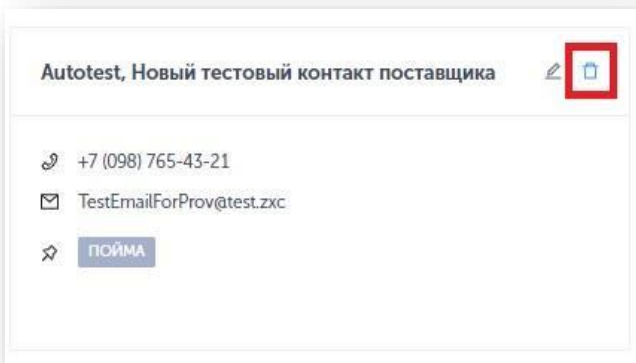 Autotest, Новый тестовый контакт поставщика
+7 (098) 765-43-21
TestEmailForProv@test.zxc
ПОЙМА